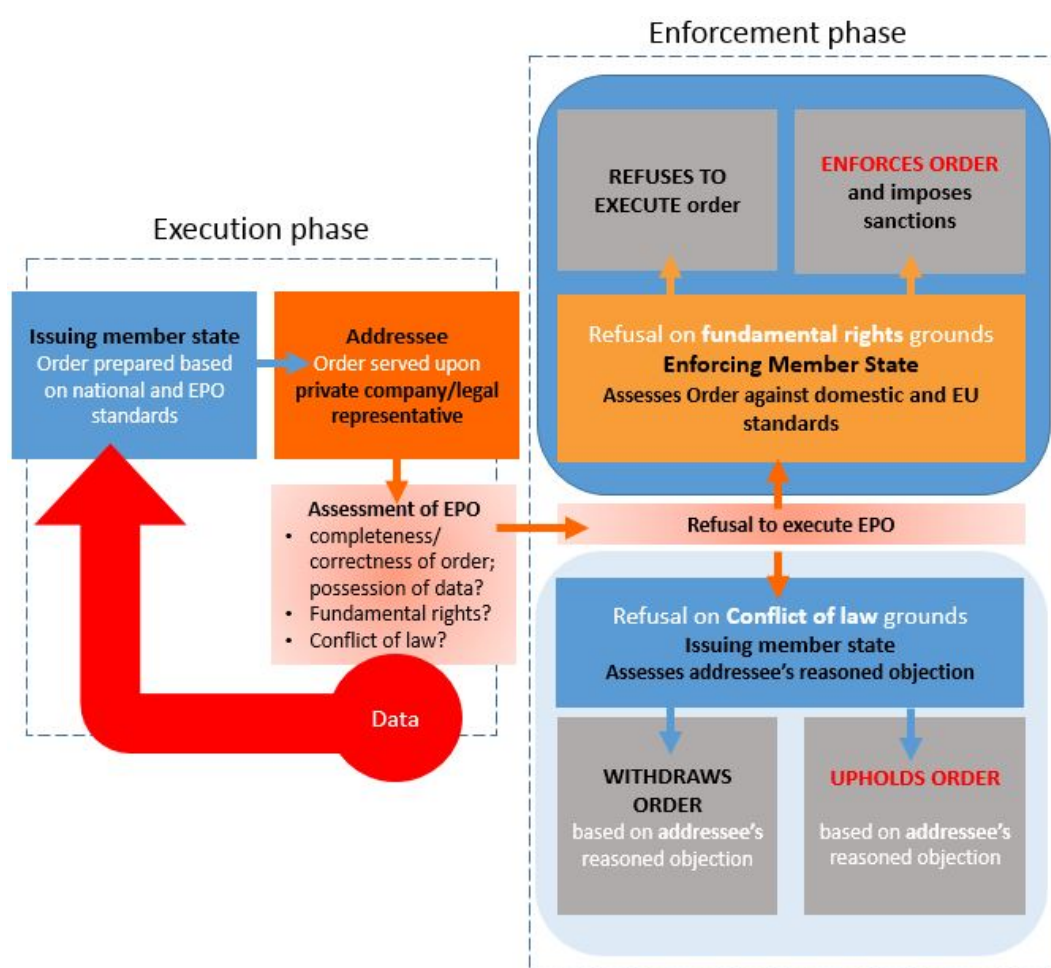 Enforcement phase
REFUSES TO
EXECUTE order
ENFORCES ORDER
and imposes
sanctions
Execution phase
Issuing member state
Order prepared based
on national and EPO
standards
Addressee
Order served upon
private company/legal
representative
Refusal on fundamental rights grounds
Enforcing Member State
Assesses Order against domestic and EU
standards
Assessment of EPO
• completeness/
correctness of order;
possession of data?
• Fundamental rights?
• Conflict of law?
Refusal to execute EPO
Data
Refusal on Conflict of law grounds
Issuing member state
Assesses addressee's reasoned objection
WITHDRAWS
ORDER
based on addressee's
reasoned objection
UPHOLDS ORDER
based on addressee's
reasoned objection